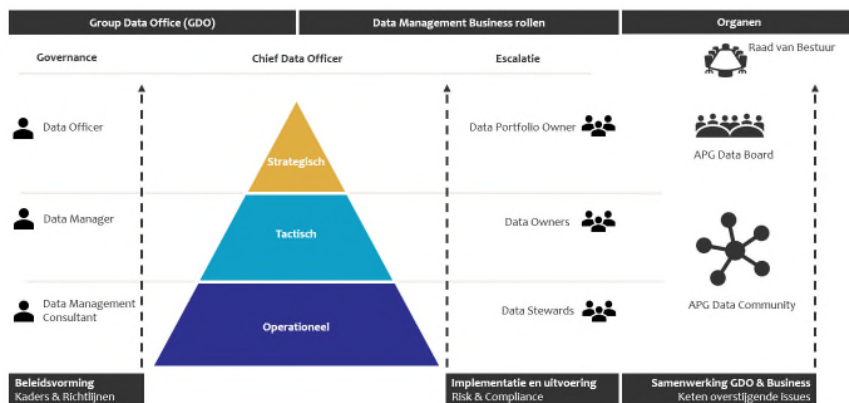 Group Data Office (GDO)
Data Management Business rollen
Organen
Governance
Chief Data Officer
Escalatie
Raad van Bestuur
Data Officer
Strategisch
Data Portfolio Owner
APG Data Board
Data Manager
Tactisch
Data Owners
Data Management
Consultant
Operationeel
Data Stewards
APG Data Community
Beleidsvorming
Kaders & Richtlijnen
Implementatie en uitvoering
Risk & Compliance
Samenwerking GDO & Business
Keten overstijgende issues